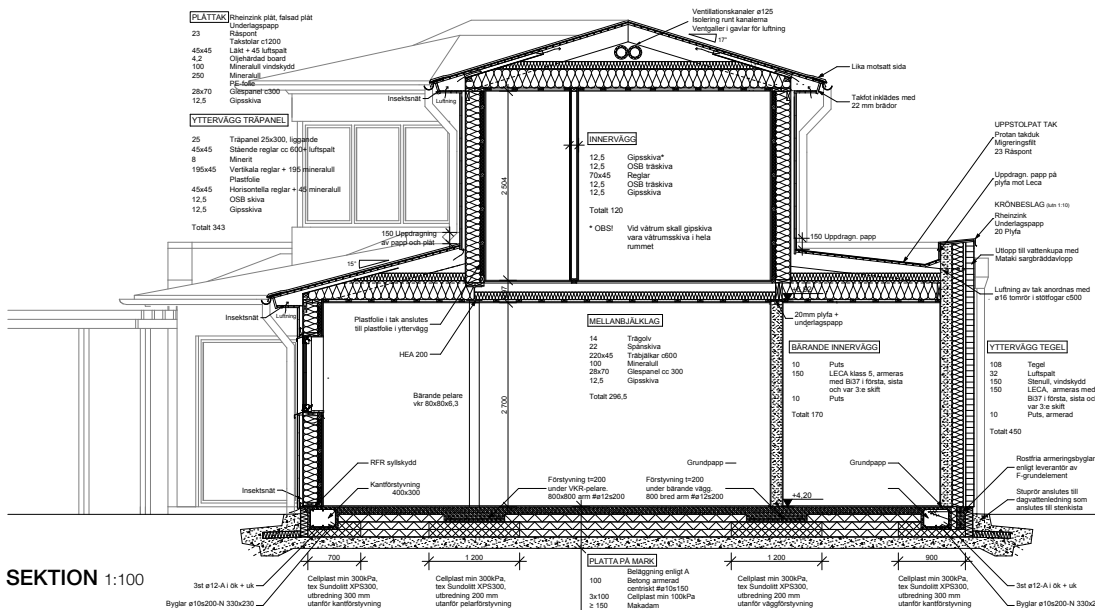 PLÅTTAK
Rheinzink plåt, falsad plåt
Underlagspapp
23 Råspont
Takstolar c1200
45x45 Läkt + 45 luftspalt
4,2 Oljehärdad board
100 Mineralull vindskydd
250 Mineralull
PE-folie
28x70 Glespanel c300
12,5 Gipsskiva
YTTERVÄGG TRÄPANEL
25 Träpanel 25x300, liggande
45x45 Stående reglar cc 600+ luftspalt
8 Minerit
195x45 Vertikala reglar + 195 mineralull
Plastfolie
45x45 Horisontella reglar + 45 mineralull
12,5 OSB skiva
12,5 Gipsskiva
Totalt 343
Ventillationskanaler ø125
Isolering runt kanalerna
Ventgaller i gavlar för luftning
17°
Lika motsatt sida
Takfot inklädes med
22 mm brädor
Insektsnät
Luftning
INNERVÄGG
12,5 Gipsskiva*
12,5 OSB träskiva
70x45 Reglar
12,5 OSB träskiva
12,5 Gipsskiva
Totalt 120
* OBS! Vid våtrum skall gipskiva
vara våtrumsskiva i hela
rummet
2 504
UPPSTOLPAT TAK
Protan takduk
Migreringsfilt
23 Råspont
Uppdragn. papp på
plyfa mot Leca
KRÖNBESLAG (lutn 1:10)
Rheinzink
Underlagspapp
20 Plyfa
Utlopp till vattenkupa med
Mataki sargbräddavlopp
Luftning av tak anordnas med
ø16 tomrör i stötfogar c500
150 Uppdragning
av papp och plåt
150 Uppdragn. papp
15°
Insektsnät
Luftning
Plastfolie i tak anslutes
till plastfolie i yttervägg
HEA 200
Bärande pelare
vkr 80x80x6,3
2 700
MELLANBJÄLKLAG
14 Trägolv
22 Spånskiva
220x45 Träbjälkar c600
100 Mineralull
28x70 Glespanel cc 300
12,5 Gipsskiva
Totalt 296,5
20mm plyfa +
underlagspapp
BÄRANDE INNERVÄGG
10 Puts
150 LECA klass 5, armeras
med Bi37 i första, sista
och var 3:e skift
10 Puts
Totalt 170
YTTERVÄGG TEGEL
108 Tegel
32 Luftspalt
150 Stenull, vindskydd
150 LECA, armeras med
Bi37 i första, sista och
var 3:e skift
10 Puts, armerad
Totalt 450
RFR syllskydd
Kantförstyvning
400x300
Insektsnät
Förstyvning t=200
under VKR-pelare.
800x800 arm #ø12s200
Grundpapp
Förstyvning t=200
under bärande vägg.
800 bred arm #ø12s200
+4,20
Grundpapp
Rostfria armeringsbyglar
enligt leverantör av
F-grundelement
Stuprör anslutes till
dagvattenledning som
anslutes till stenkista
700
1 200
1 200
900
SEKTION 1:100
3st ø12-A i ök + uk
Byglar ø10s200-N 330x230
Cellplast min 300kPa,
tex Sundolitt XPS300,
utbredning 300 mm
utanför kantförstyvning
Cellplast min 300kPa,
tex Sundolitt XPS300,
utbredning 200 mm
utanför pelarförstyvning
PLATTA PÅ MARK
Beläggning enligt A
100 Betong armerad
centriskt #ø10s150
3x100 Cellplast min 100kPa
≥ 150 Makadam
Cellplast min 300kPa,
tex Sundolitt XPS300,
utbredning 200 mm
utanför väggförstyvning
Cellplast min 300kPa,
tex Sundolitt XPS300,
utbredning 300 mm
utanför kantförstyvning
3st ø12-A i ök + uk
Byglar ø10s200-N 330x2